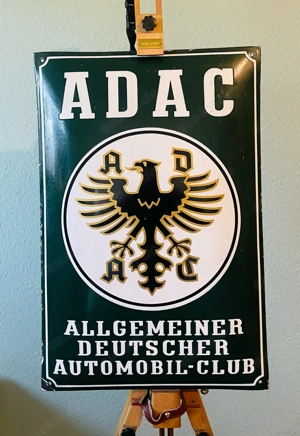 ADAC
A D
A C
ALLGEMEINER
DEUTSCHER
AUTOMOBIL-CLUB